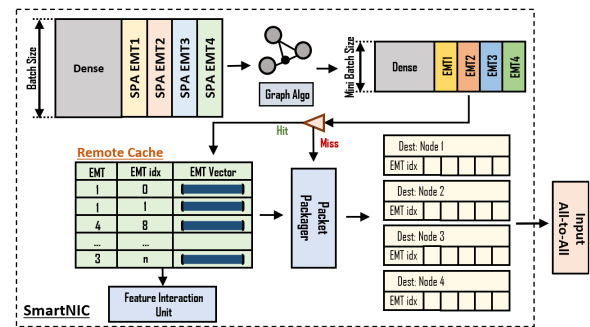 Batch Size
Dense
SPA EMT1
SPA EMT2
SPA EMT3
SPA EMT4
Graph Algo
Mini Batch Size
Dense
EMT1
EMT2
EMT3
EMT4
Hit
Miss
Remote Cache
EMT EMT idx EMT Vector
1 0
1 1
4 8
... ...
3 n
Packet
Packager
Dest: Node 1
EMT idx
Dest: Node 2
EMT idx
Dest: Node 3
EMT idx
Dest: Node 4
EMT idx
Input
All-to-All
Feature Interaction
Unit
SmartNIC